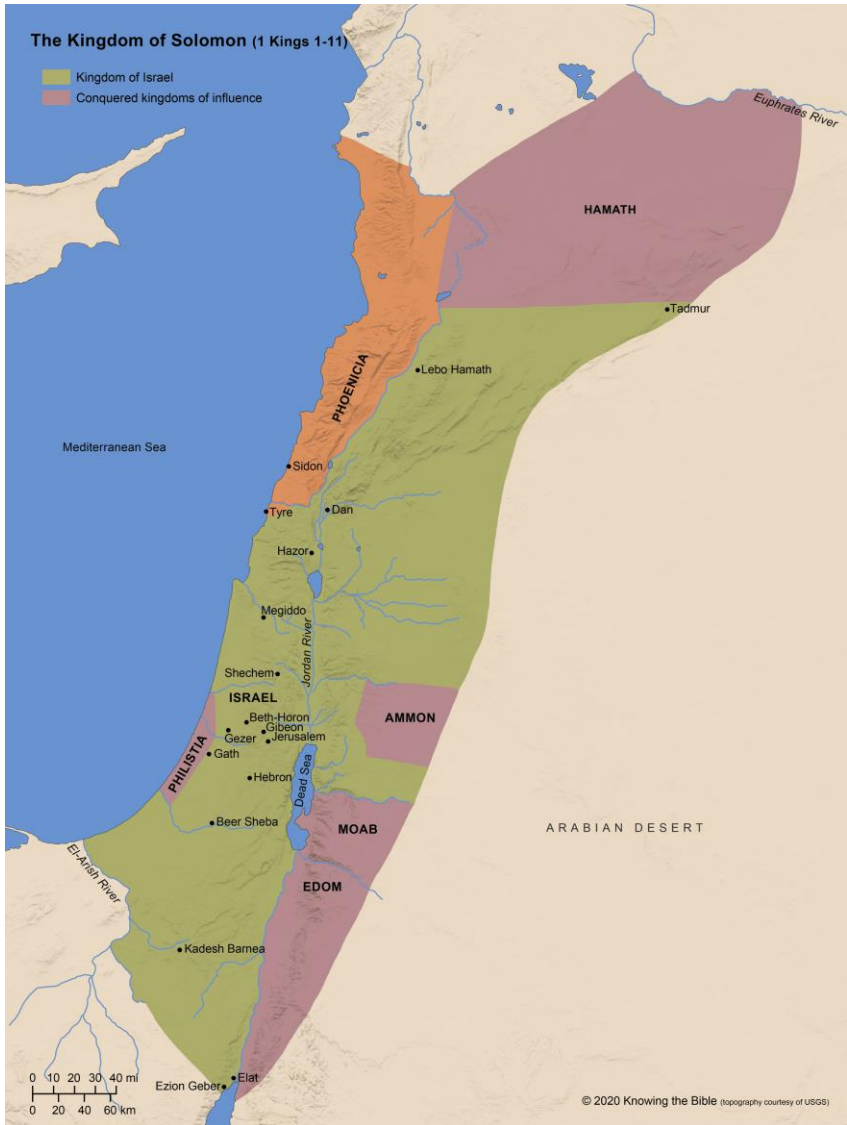 The Kingdom of Solomon (1 Kings 1-11)
Kingdom of Israel
Conquered kingdoms of influence
Euphrates River
HAMATH
Tadmur
Lebo Hamath
PHOENICIA
Mediterranean Sea
Sidon
Tyre
Dan
Hazor
Megiddo
Jordan River
Shechem
ISRAEL
AMMON
Beth-Horon
Gibeon
Gezer
Jerusalem
PHILISTIA
Gath
Dead Sea
Hebron
Beer Sheba
MOAB
ARABIAN DESERT
El-Arish River
EDOM
Kadesh Barnea
Elat
Ezion Geber
0 10 20 30 40 mi
0 20 40 60 km
© 2020 Knowing the Bible (topography courtesy of USGS)